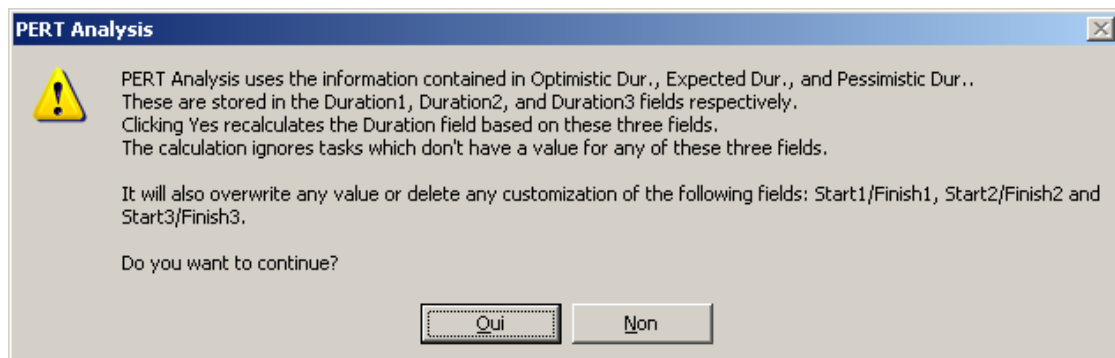 PERT Analysis
PERT Analysis uses the information contained in Optimistic Dur., Expected Dur., and Pessimistic Dur..
These are stored in the Duration1, Duration2, and Duration3 fields respectively.
Clicking Yes recalculates the Duration field based on these three fields.
The calculation ignores tasks which don't have a value for any of these three fields.
It will also overwrite any value or delete any customization of the following fields: Start1/Finish1, Start2/Finish2 and
Start3/Finish3.
Do you want to continue?
Oui
Non